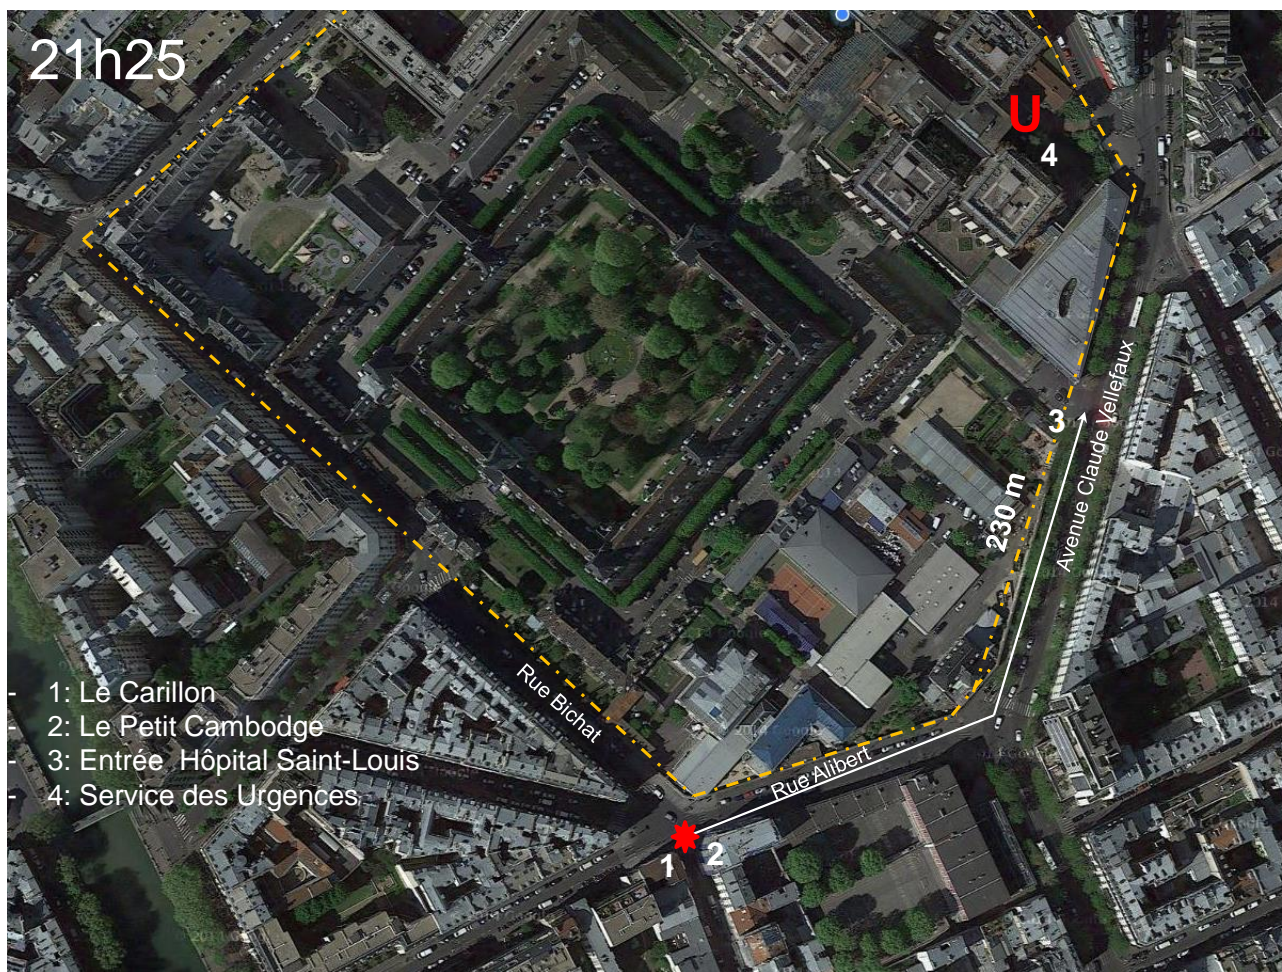 21h25
U
4
3
230 m
Avenue Claude Vellefaux
Rue Bichat
- 1: Le Carillon
- 2: Le Petit Cambodge
- 3: Entrée Hôpital Saint-Louis
- 4: Service des Urgences
Rue Alibert
1
2